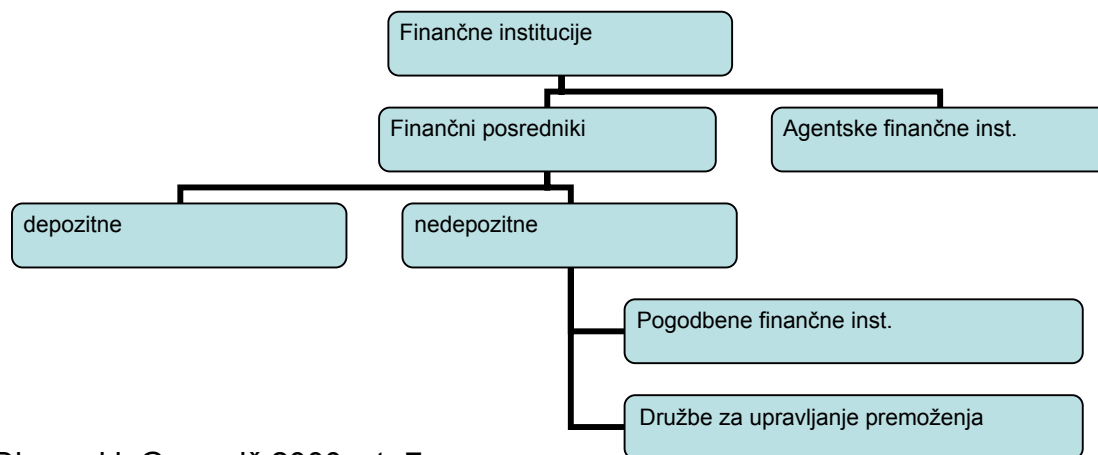 Finančne institucije
Finančni posredniki
Agentske finančne inst.
depozitne
nedepozitne
Pogodbene finančne inst.
Družbe za upravljanje premoženja